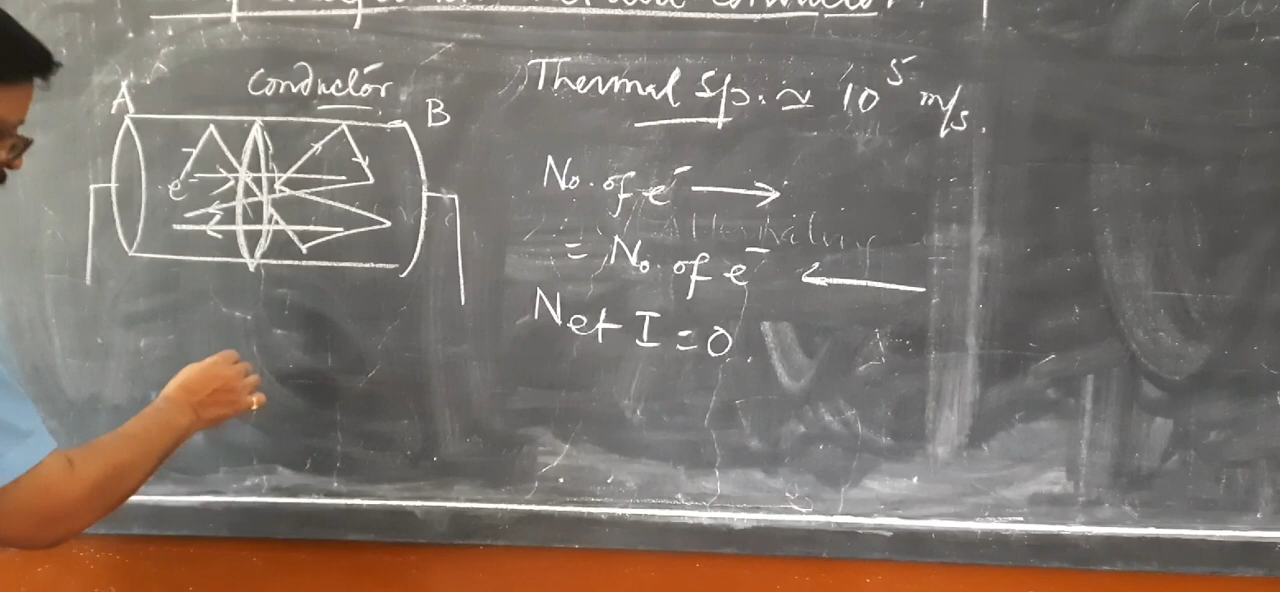 conductor
A
B
e⁻
Thermal Sp. ≃ 10⁵ m/s.
No. of e⁻ ⟶
= No. of e⁻ ⟵
Net I = 0